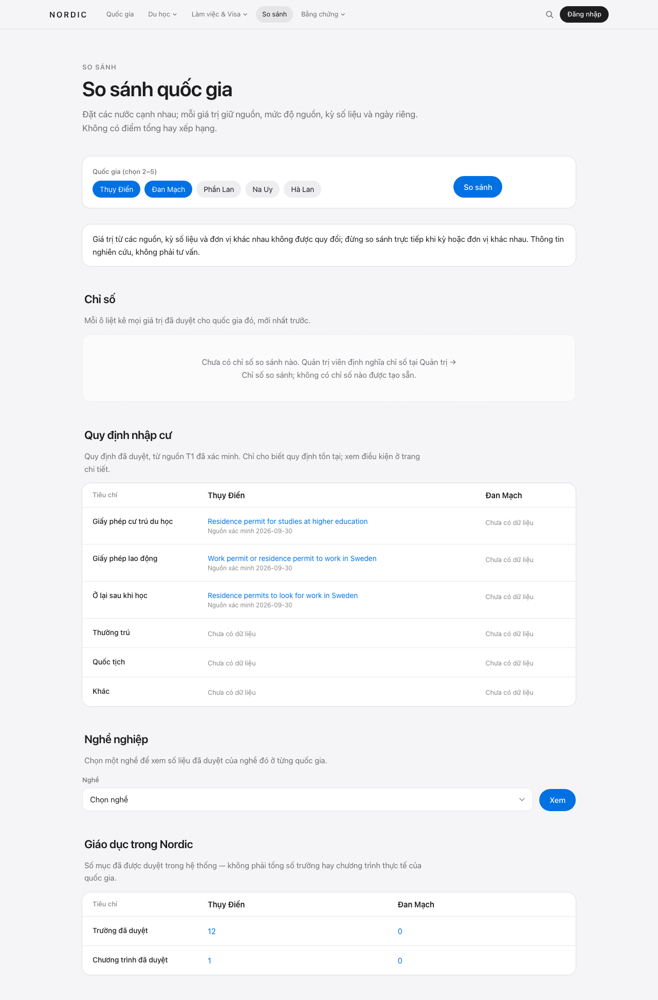 NORDIC
Quốc gia
Du học
Làm việc & Visa
So sánh
Bằng chứng
Đăng nhập
SO SÁNH
So sánh quốc gia
Đặt các nước cạnh nhau; mỗi giá trị giữ nguồn, mức độ nguồn, kỳ số liệu và ngày riêng.
Không có điểm tổng hay xếp hạng.
Quốc gia (chọn 2–5)
Thụy Điển
Đan Mạch
Phần Lan
Na Uy
Hà Lan
So sánh
Giá trị từ các nguồn, kỳ số liệu và đơn vị khác nhau không được quy đổi; đừng so sánh trực tiếp khi kỳ hoặc đơn vị khác nhau. Thông tin
nghiên cứu, không phải tư vấn.
Chỉ số
Mỗi ô liệt kê mọi giá trị đã duyệt cho quốc gia đó, mới nhất trước.
Chưa có chỉ số so sánh nào. Quản trị viên định nghĩa chỉ số tại Quản trị →
Chỉ số so sánh; không có chỉ số nào được tạo sẵn.
Quy định nhập cư
Quy định đã duyệt, từ nguồn T1 đã xác minh. Chỉ cho biết quy định tồn tại; xem điều kiện ở trang
chi tiết.
Tiêu chí
Thụy Điển
Đan Mạch
Giấy phép cư trú du học
Residence permit for studies at higher education
Nguồn xác minh 2026-09-30
Chưa có dữ liệu
Giấy phép lao động
Work permit or residence permit to work in Sweden
Nguồn xác minh 2026-09-30
Chưa có dữ liệu
Ở lại sau khi học
Residence permits to look for work in Sweden
Nguồn xác minh 2026-09-30
Chưa có dữ liệu
Thường trú
Chưa có dữ liệu
Chưa có dữ liệu
Quốc tịch
Chưa có dữ liệu
Chưa có dữ liệu
Khác
Chưa có dữ liệu
Chưa có dữ liệu
Nghề nghiệp
Chọn một nghề để xem số liệu đã duyệt của nghề đó ở từng quốc gia.
Nghề
Chọn nghề
Xem
Giáo dục trong Nordic
Số mục đã được duyệt trong hệ thống — không phải tổng số trường hay chương trình thực tế của
quốc gia.
Tiêu chí
Thụy Điển
Đan Mạch
Trường đã duyệt
12
0
Chương trình đã duyệt
1
0